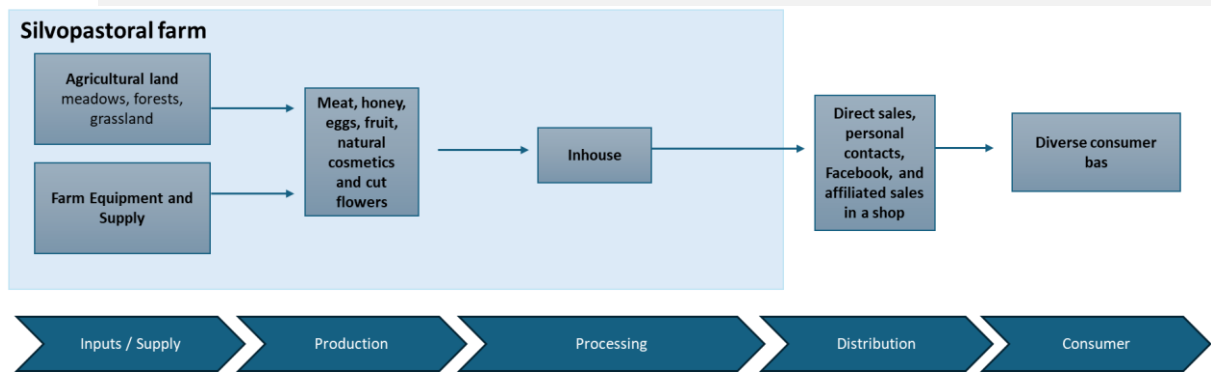 Silvopastoral farm
Agricultural land
meadows, forests,
grassland
Farm Equipment and
Supply
Meat, honey,
eggs, fruit,
natural
cosmetics
and cut
flowers
Inhouse
Direct sales,
personal
contacts,
Facebook, and
affiliated sales
in a shop
Diverse consumer
bas
Inputs / Supply
Production
Processing
Distribution
Consumer